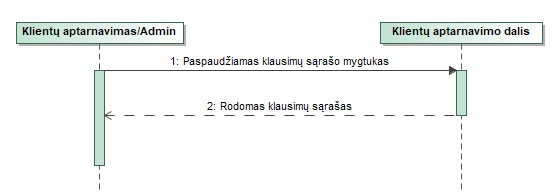 Klientų aptarnavimas/Admin
Klientų aptarnavimo dalis
1: Paspaudžiamas klausimų sąrašo mygtukas
2: Rodomas klausimų sąrašas